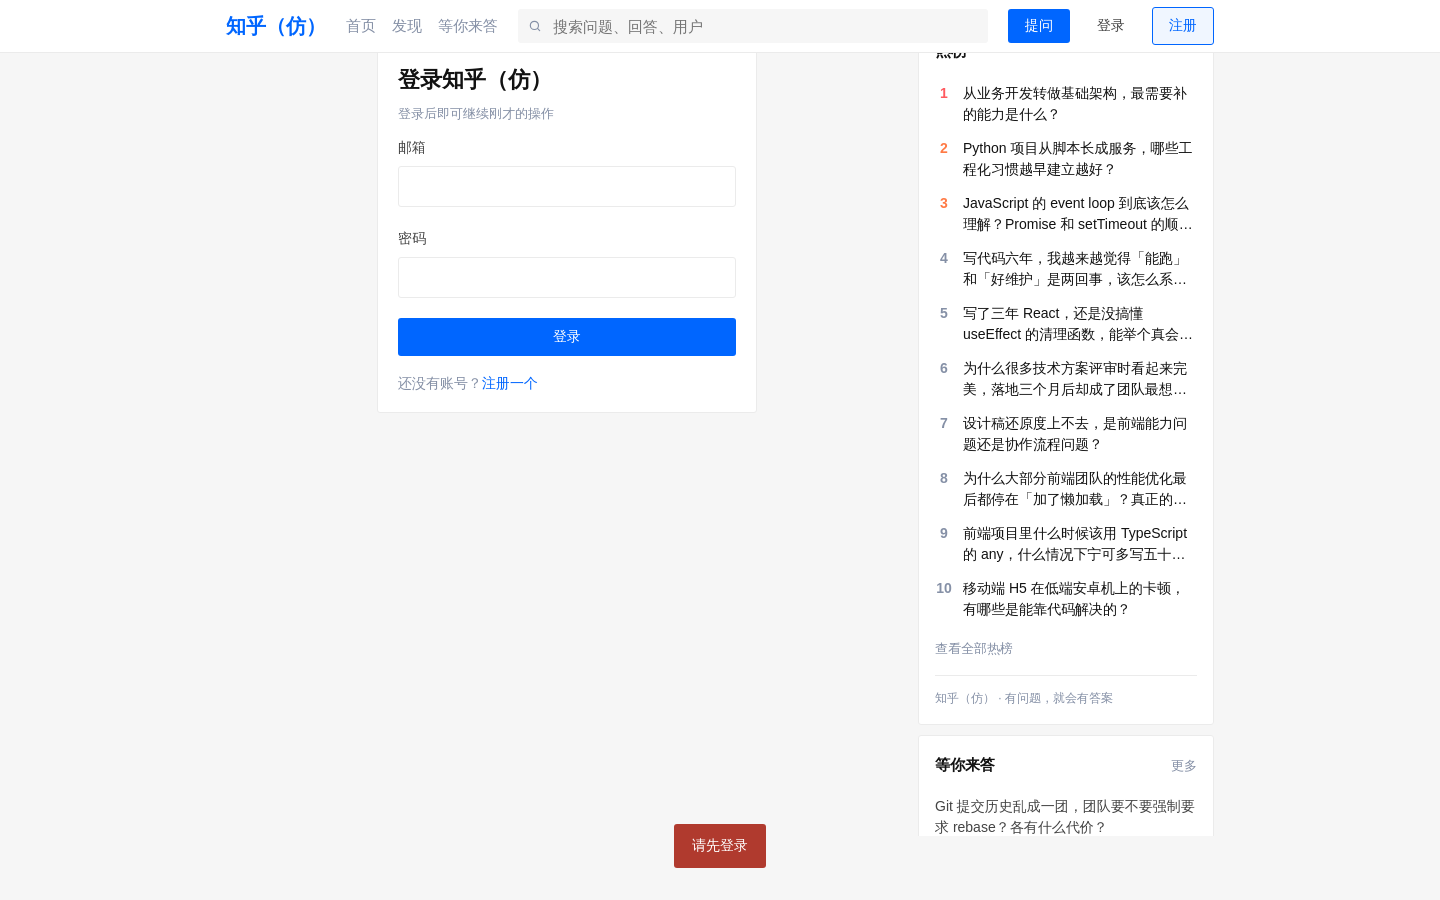 知乎（仿）
首页
发现
等你来答
搜索问题、回答、用户
提问
登录
注册
登录知乎（仿）
登录后即可继续刚才的操作
邮箱
密码
登录
还没有账号？注册一个
热榜
1
从业务开发转做基础架构，最需要补
的能力是什么？
2
Python 项目从脚本长成服务，哪些工
程化习惯越早建立越好？
3
JavaScript 的 event loop 到底该怎么
理解？Promise 和 setTimeout 的顺…
4
写代码六年，我越来越觉得「能跑」
和「好维护」是两回事，该怎么系…
5
写了三年 React，还是没搞懂
useEffect 的清理函数，能举个真会…
6
为什么很多技术方案评审时看起来完
美，落地三个月后却成了团队最想…
7
设计稿还原度上不去，是前端能力问
题还是协作流程问题？
8
为什么大部分前端团队的性能优化最
后都停在「加了懒加载」？真正的…
9
前端项目里什么时候该用 TypeScript
的 any，什么情况下宁可多写五十…
10
移动端 H5 在低端安卓机上的卡顿，
有哪些是能靠代码解决的？
查看全部热榜
知乎（仿） · 有问题，就会有答案
等你来答
更多
Git 提交历史乱成一团，团队要不要强制要
求 rebase？各有什么代价？
请先登录